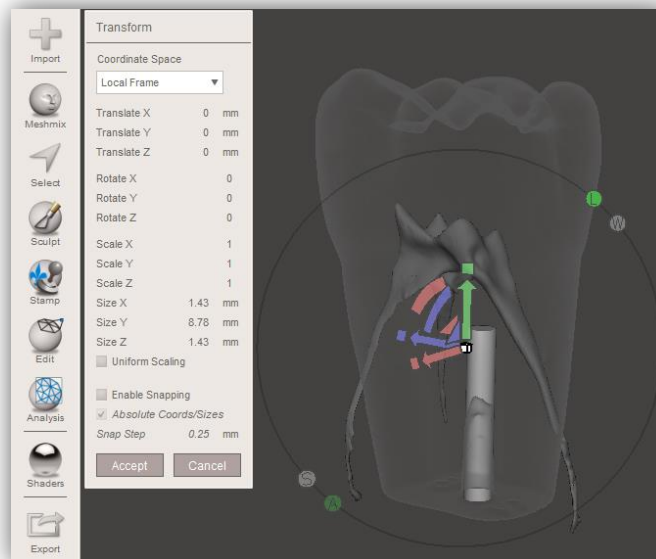 Import
Meshmix
Select
Sculpt
Stamp
Edit
Analysis
Shaders
Export
Transform
Coordinate Space
Local Frame
Translate X 0 mm
Translate Y 0 mm
Translate Z 0 mm
Rotate X 0
Rotate Y 0
Rotate Z 0
Scale X 1
Scale Y 1
Scale Z 1
Size X 1.43 mm
Size Y 8.78 mm
Size Z 1.43 mm
Uniform Scaling
Enable Snapping
Absolute Coords/Sizes
Snap Step 0.25 mm
Accept Cancel
L
W
S
A